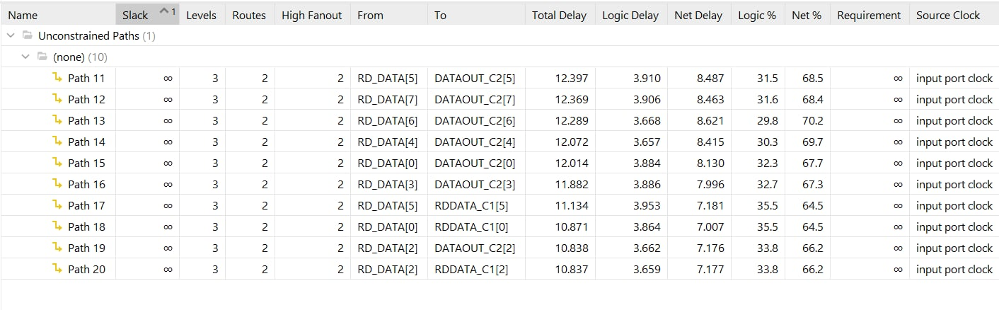 Name Slack 1 Levels Routes High Fanout From To Total Delay Logic Delay Net Delay Logic % Net % Requirement Source Clock
Unconstrained Paths (1)
(none) (10)
Path 11 ∞ 3 2 2 RD_DATA[5] DATAOUT_C2[5] 12.397 3.910 8.487 31.5 68.5 ∞ input port clock
Path 12 ∞ 3 2 2 RD_DATA[7] DATAOUT_C2[7] 12.369 3.906 8.463 31.6 68.4 ∞ input port clock
Path 13 ∞ 3 2 2 RD_DATA[6] DATAOUT_C2[6] 12.289 3.668 8.621 29.8 70.2 ∞ input port clock
Path 14 ∞ 3 2 2 RD_DATA[4] DATAOUT_C2[4] 12.072 3.657 8.415 30.3 69.7 ∞ input port clock
Path 15 ∞ 3 2 2 RD_DATA[0] DATAOUT_C2[0] 12.014 3.884 8.130 32.3 67.7 ∞ input port clock
Path 16 ∞ 3 2 2 RD_DATA[3] DATAOUT_C2[3] 11.882 3.886 7.996 32.7 67.3 ∞ input port clock
Path 17 ∞ 3 2 2 RD_DATA[5] RDDATA_C1[5] 11.134 3.953 7.181 35.5 64.5 ∞ input port clock
Path 18 ∞ 3 2 2 RD_DATA[0] RDDATA_C1[0] 10.871 3.864 7.007 35.5 64.5 ∞ input port clock
Path 19 ∞ 3 2 2 RD_DATA[2] DATAOUT_C2[2] 10.838 3.662 7.176 33.8 66.2 ∞ input port clock
Path 20 ∞ 3 2 2 RD_DATA[2] RDDATA_C1[2] 10.837 3.659 7.177 33.8 66.2 ∞ input port clock